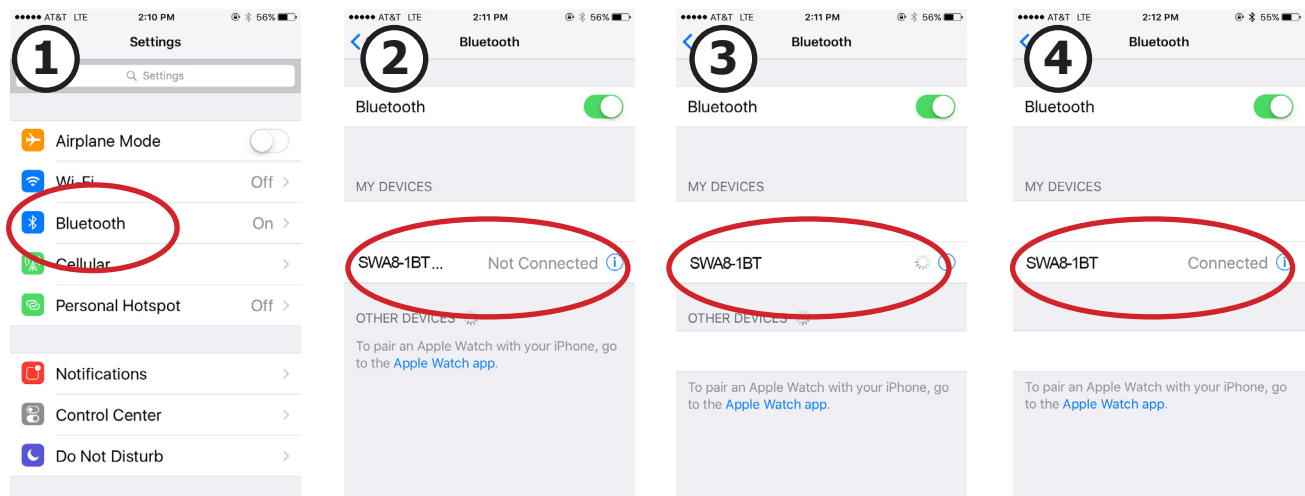 ●●●●● AT&T LTE 2:10 PM 56%
Settings
1
Settings
Airplane Mode
Wi-Fi Off
Bluetooth On
Cellular
Personal Hotspot Off
Notifications
Control Center
Do Not Disturb
●●●●● AT&T LTE 2:11 PM 56%
Bluetooth
2
Bluetooth
MY DEVICES
SWA8-1BT... Not Connected
OTHER DEVICES
To pair an Apple Watch with your iPhone, go
to the Apple Watch app.
●●●●● AT&T LTE 2:11 PM 56%
Bluetooth
3
Bluetooth
MY DEVICES
SWA8-1BT
OTHER DEVICES
To pair an Apple Watch with your iPhone, go
to the Apple Watch app.
●●●●● AT&T LTE 2:12 PM 55%
Bluetooth
4
Bluetooth
MY DEVICES
SWA8-1BT Connected
To pair an Apple Watch with your iPhone, go
to the Apple Watch app.